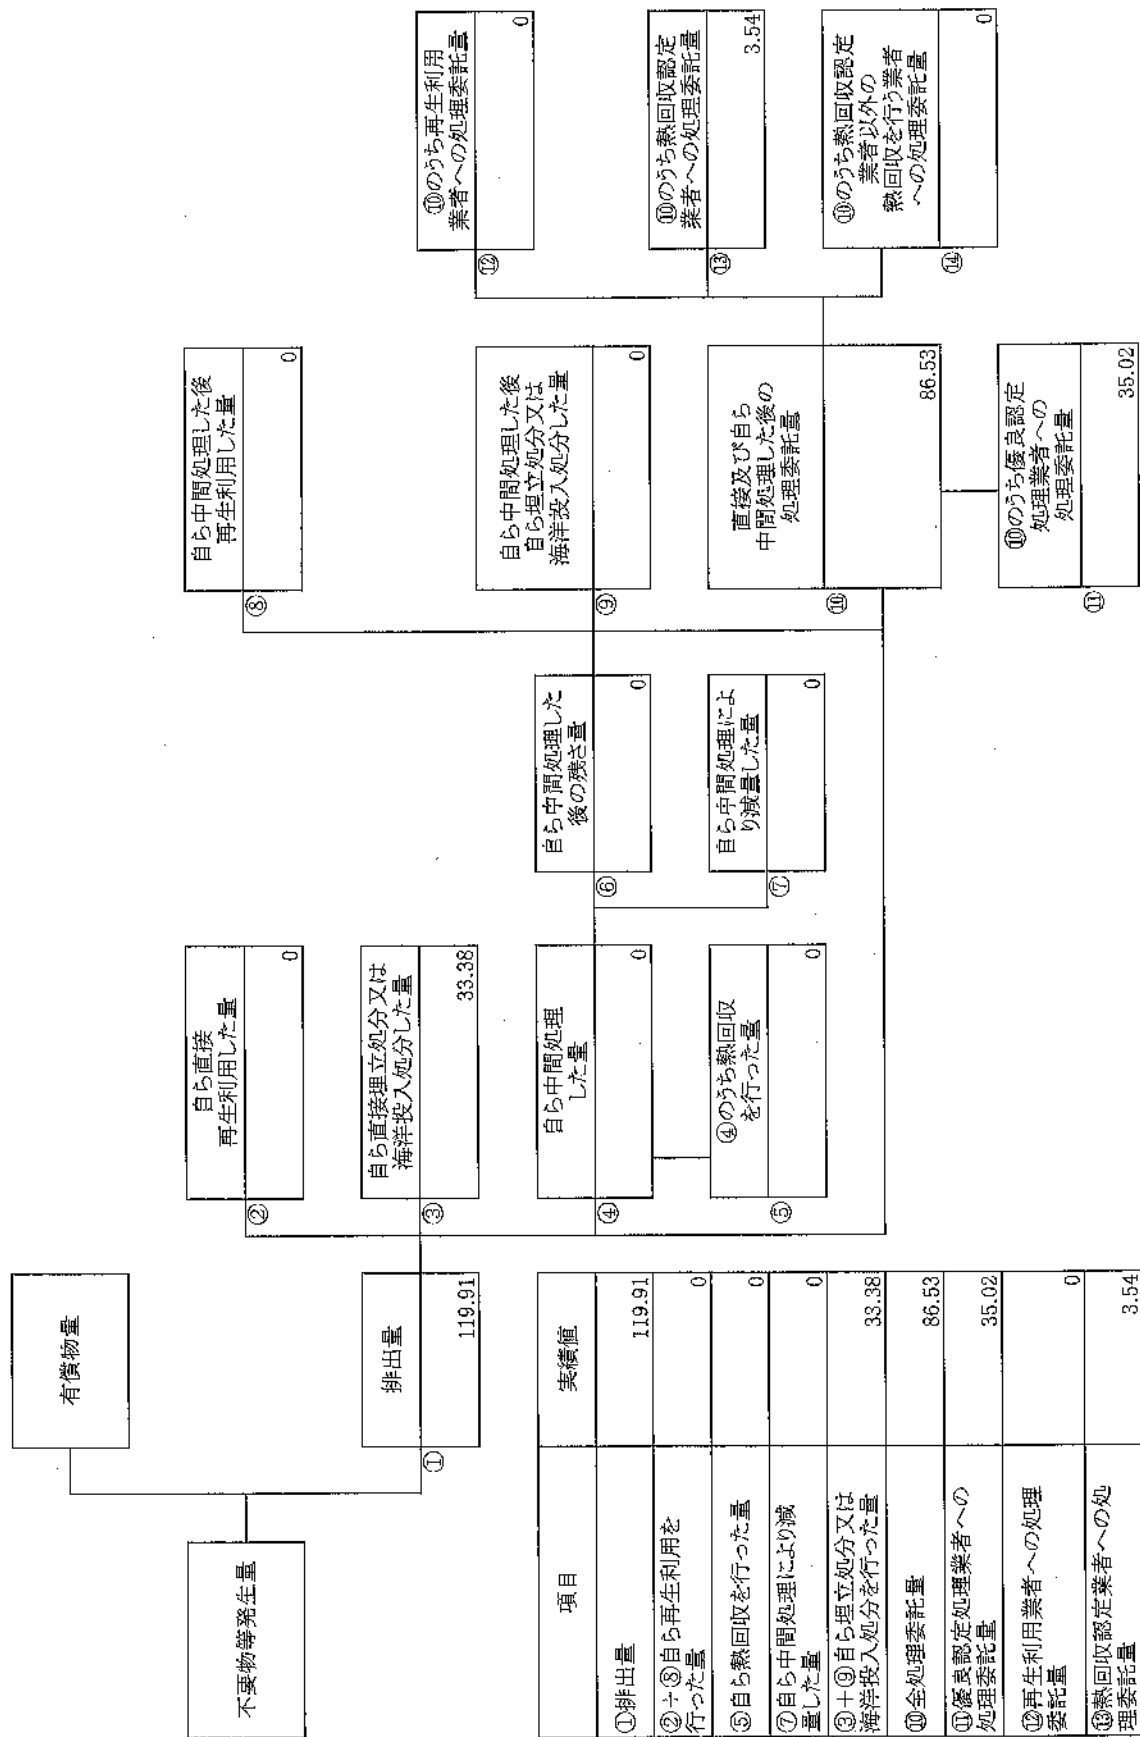 不要物等発生量
有償物量
①
排出量
119.91
②
自ら直接
再生利用した量
0
③
自ら直接埋立処分又は
海洋投入処分した量
33.38
④
自ら中間処理
した量
0
⑤
④のうち熱回収
を行った量
0
⑥
自ら中間処理した
後の残さ量
0
⑦
自ら中間処理によ
り減量した量
0
⑧
自ら中間処理した後
再生利用した量
0
⑨
自ら中間処理した後
自ら埋立処分又は
海洋投入処分した量
0
⑩
直接及び自ら
中間処理した後の
処理委託量
86.53
⑪
⑩のうち優良認定
処理業者への
処理委託量
35.02
⑫
⑩のうち再生利用
業者への処理委託量
0
⑬
⑩のうち熱回収認定
業者への処理委託量
3.54
⑭
⑩のうち熱回収認定
業者以外の
熱回収を行う業者
への処理委託量
0
項目
実績値
①排出量
119.91
②+⑧自ら再生利用を
行った量
0
⑤自ら熱回収を行った量
0
⑦自ら中間処理により減
量した量
0
③+⑨自ら埋立処分又は
海洋投入処分を行った量
33.38
⑩全処理委託量
86.53
⑪優良認定処理業者への
処理委託量
35.02
⑫再生利用業者への処理
委託量
0
⑬熱回収認定業者への処
理委託量
3.54